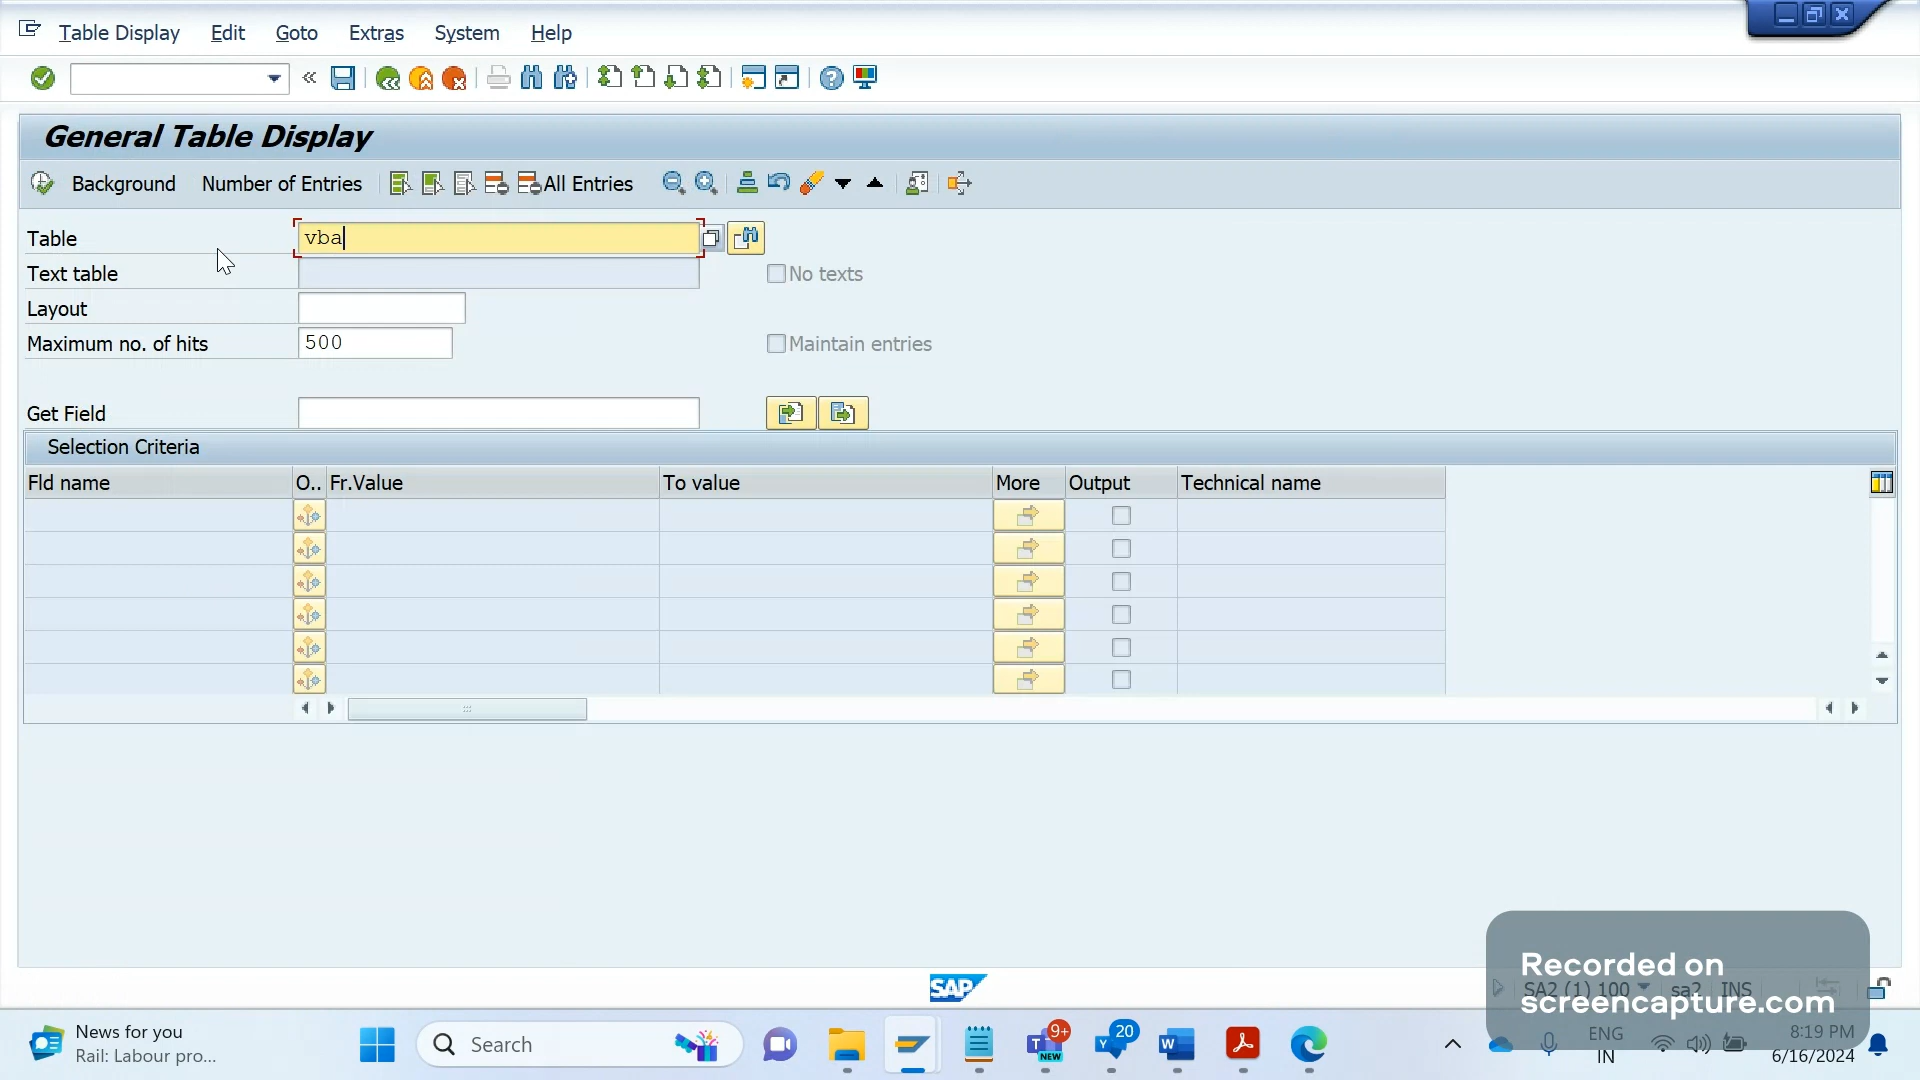 Table Display Edit Goto Extras System Help
General Table Display
Background Number of Entries All Entries
Table vba
Text table No texts
Layout
Maximum no. of hits 500 Maintain entries
Get Field
Selection Criteria
Fld name O.. Fr.Value To value More Output Technical name
SAP
Recorded on
SA2 (1) 100 sa2 INS
screencapture.com
News for you
Rail: Labour pro...
Search
NEW
9+
20
ENG
IN
8:19 PM
6/16/2024